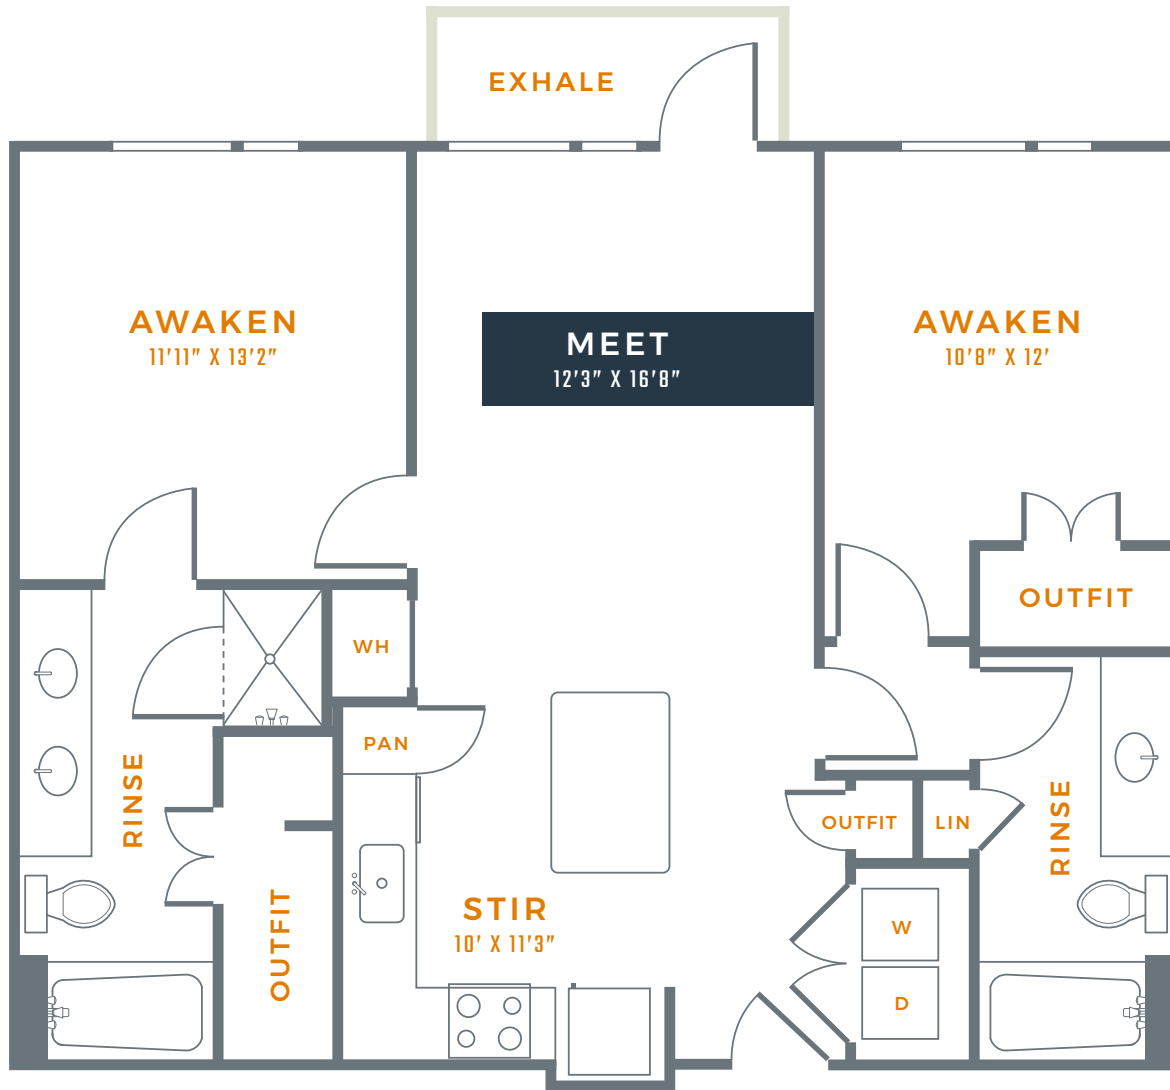 EXHALE
AWAKEN
11'11" X 13'2"
MEET
12'3" X 16'8"
AWAKEN
10'8" X 12'
OUTFIT
WH
PAN
RINSE
OUTFIT
LIN
RINSE
OUTFIT
STIR
10' X 11'3"
W
D